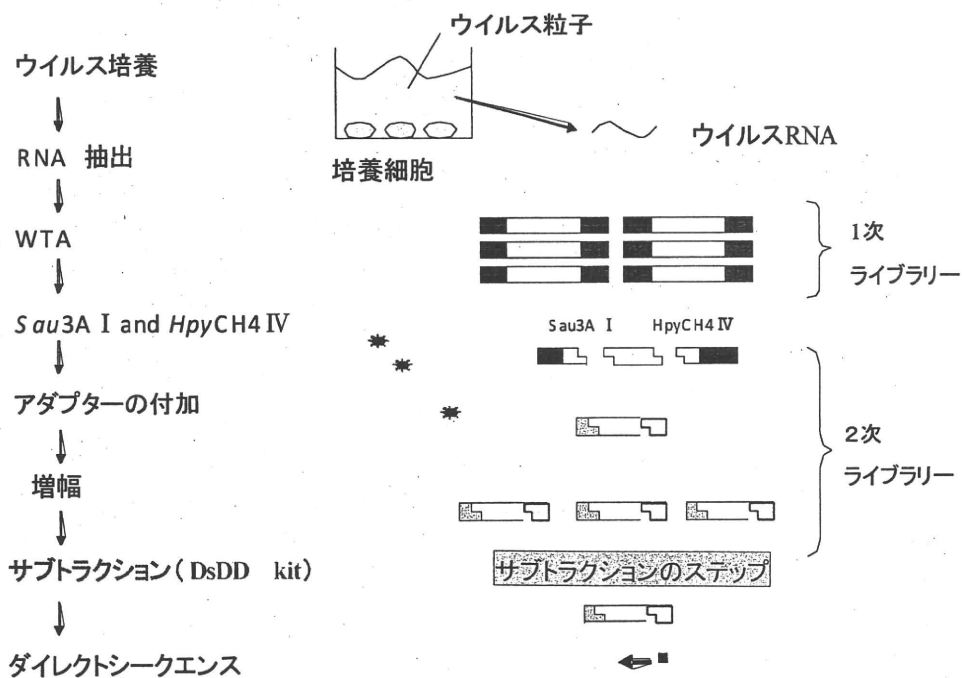 ウイルス培養
RNA 抽出
WTA
Sau3A I and HpyCH4 IV
アダプターの付加
増幅
サブトラクション( DsDD kit)
ダイレクトシークエンス
ウイルス粒子
ウイルスRNA
培養細胞
1次
ライブラリー
Sau3A I HpyCH4 IV
2次
ライブラリー
サブトラクションのステップ